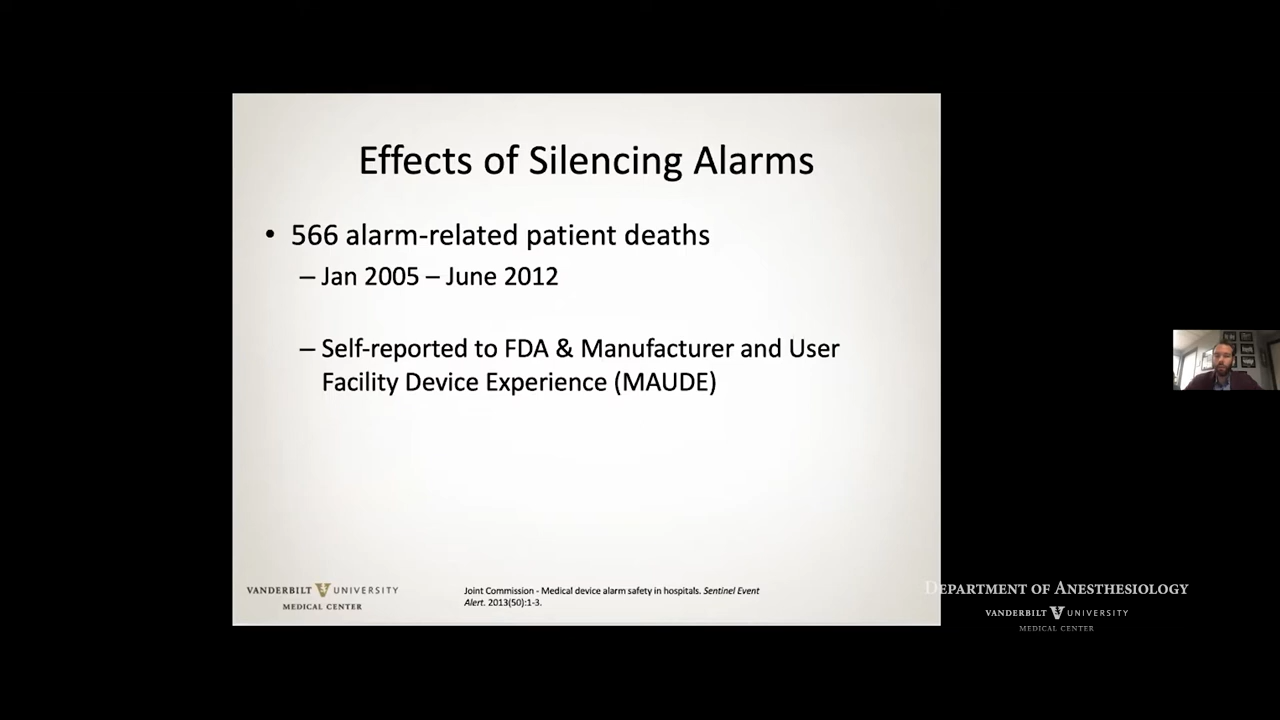 Effects of Silencing Alarms
• 566 alarm-related patient deaths
– Jan 2005 – June 2012
– Self-reported to FDA & Manufacturer and User
Facility Device Experience (MAUDE)
VANDERBILT V UNIVERSITY
MEDICAL CENTER
Joint Commission - Medical device alarm safety in hospitals. Sentinel Event
Alert. 2013(50):1-3.
DEPARTMENT OF ANESTHESIOLOGY
VANDERBILT V UNIVERSITY
MEDICAL CENTER